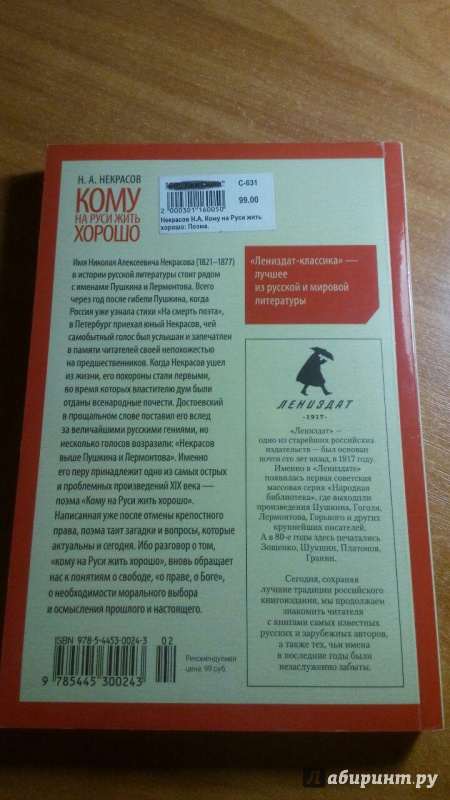 Н. А. НЕКРАСОВ
КОМУ
НА РУСИ ЖИТЬ
ХОРОШО
С-631
99.00
2 000301 160050
Некрасов Н.А. Кому на Руси жить
хорошо: Поэма.
Имя Николая Алексеевича Некрасова (1821–1877)
в истории русской литературы стоит рядом
с именами Пушкина и Лермонтова. Всего
через год после гибели Пушкина, когда
Россия уже узнала стихи «На смерть поэта»,
в Петербург приехал юный Некрасов, чей
самобытный голос был услышан и запечатлен
в памяти читателей своей непохожестью
на предшественников. Когда Некрасов ушел
из жизни, его похороны стали первыми,
во время которых властителю дум были
отданы всенародные почести. Достоевский
в прощальном слове поставил его вслед
за величайшими русскими гениями, но
несколько голосов возразили: «Некрасов
выше Пушкина и Лермонтова». Именно
его перу принадлежит одно из самых острых
и проблемных произведений XIX века —
поэма «Кому на Руси жить хорошо».
Написанная уже после отмены крепостного
права, поэма таит загадки и вопросы, которые
актуальны и сегодня. Ибо разговор о том,
«кому на Руси жить хорошо», вновь обращает
нас к понятиям о свободе, «о праве, о Боге»,
о необходимости морального выбора
и осмысления прошлого и настоящего.
«Лениздат-классика» —
лучшее
из русской и мировой
литературы
ЛЕНИЗДАТ
-1917-
«Лениздат» —
одно из старейших российских
издательств — был основан
почти сто лет назад, в 1917 году.
Именно в «Лениздате»
появилась первая советская
массовая серия «Народная
библиотека», где выходили
произведения Пушкина, Гоголя,
Лермонтова, Горького и других
крупнейших писателей.
А в 80-е годы здесь печатались
Зощенко, Шукшин, Платонов,
Гранин.
Сегодня, сохраняя
лучшие традиции российского
книгоиздания, мы продолжаем
знакомить читателя
с книгами самых известных
русских и зарубежных авторов,
а также тех, чьи имена
в последние годы были
незаслуженно забыты.
ISBN 978-5-4453-0024-3
02
9 785445 300243
Рекомендуемая
цена 99 руб.
Лабиринт.ру